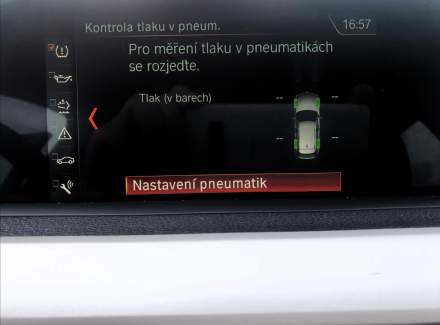 Kontrola tlaku v pneum. 16:57
Pro měření tlaku v pneumatikách
se rozjeďte.
Tlak (v barech) -- --
-- --
Nastavení pneumatik